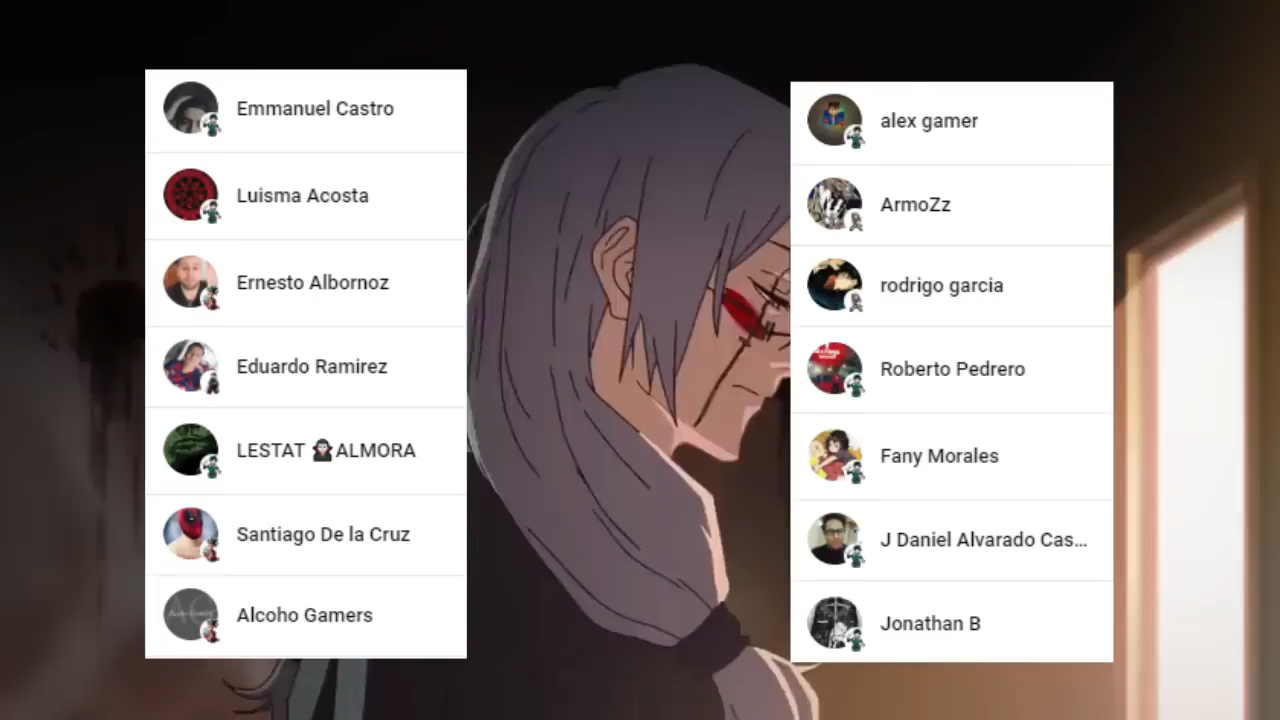 Emmanuel Castro
Luisma Acosta
Ernesto Albornoz
Eduardo Ramirez
LESTAT 🧛🏻‍♂️ALMORA
Santiago De la Cruz
Alcoho Gamers
alex gamer
ArmoZz
rodrigo garcia
Roberto Pedrero
Fany Morales
J Daniel Alvarado Cas...
Jonathan B